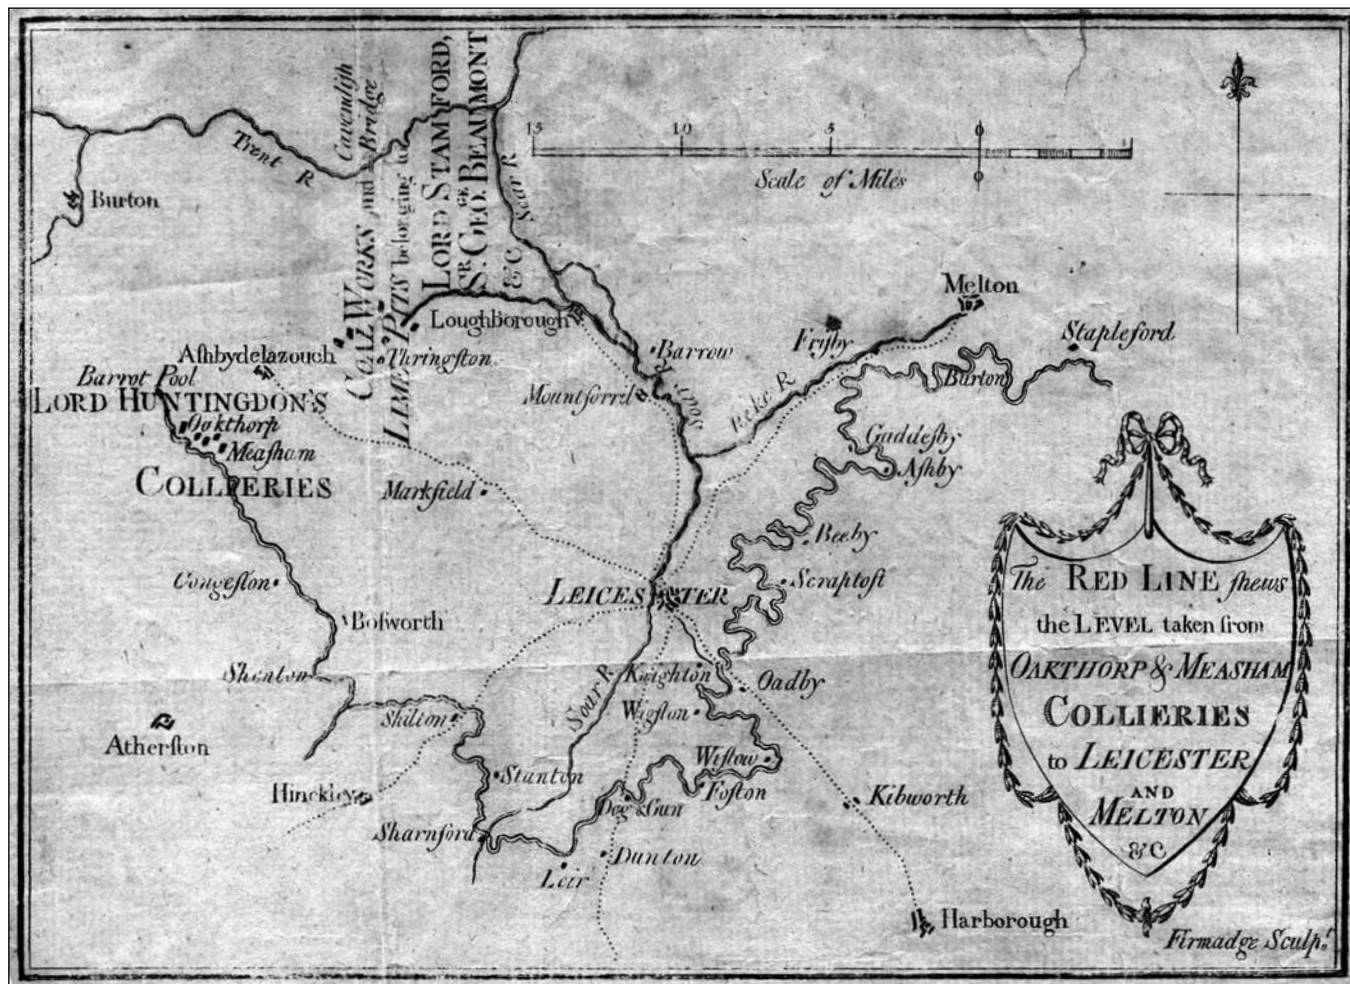 Cavendish
Bridge
COAL WORKS and
LIME PITS belonging to
LORD STAMFORD,
SR. GEO.GE BEAUMONT
&C
Trent R
Burton
Soar R
15 10 5
Scale of Miles
Melton
Stapleford
Frisby
Burton
Barrow
Loughborough
Thringston
Ashbydelazouch
Barrot Pool
LORD HUNTINGDON'S
Oakthorp
Measham
COLLIERIES
Mountsorrel
Soar R
Reke R
Gaddesby
Ashby
Markfield
Beeby
Scraptoft
Congeston
Bosworth
LEICESTER
Shenton
Knighton
Oadby
Wigston
Soar R
Shilton
Atherston
Wistow
Stanton
Hinckley
Foston
Peg & Gun
Kibworth
Sharnford
Dunton
Leir
Harborough
The RED LINE shews
the LEVEL taken from
OAKTHORP & MEASHAM
COLLIERIES
to LEICESTER
AND
MELTON
&C
Firmadge Sculpt.